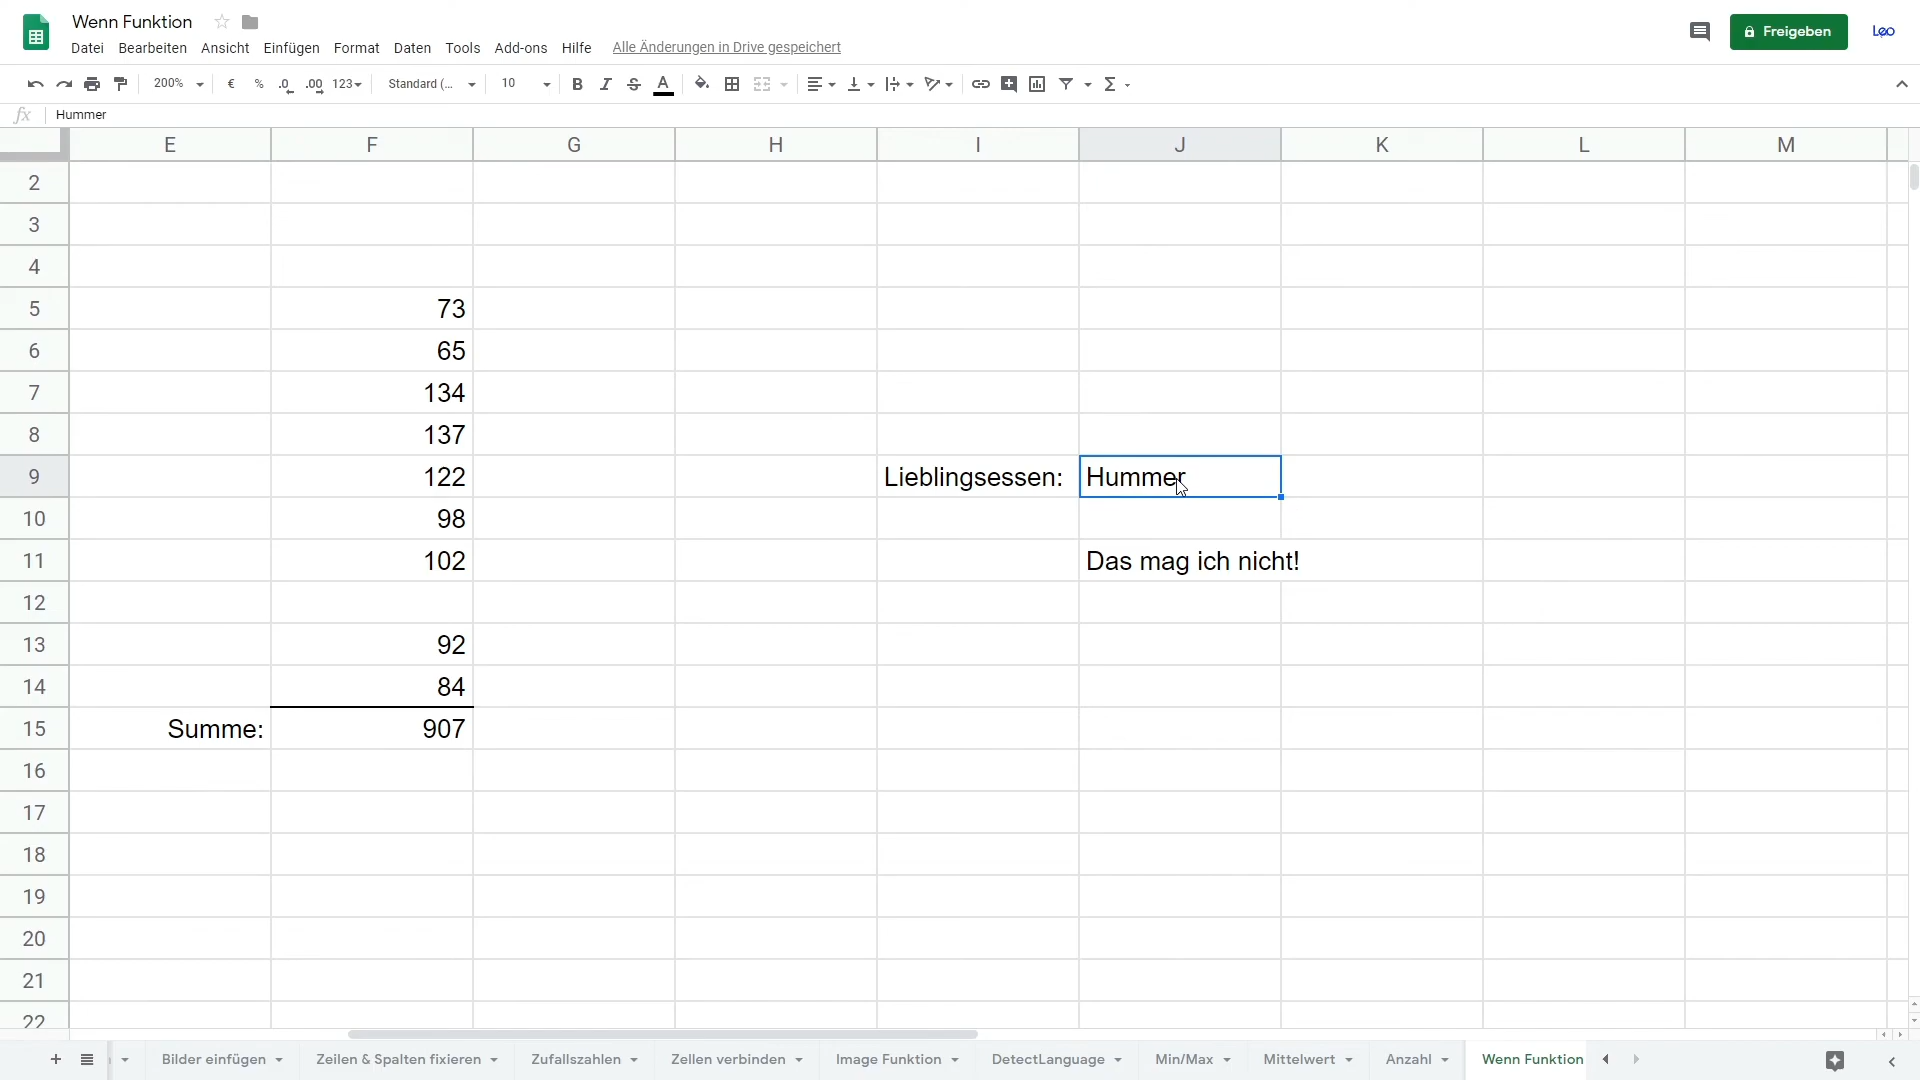 Wenn Funktion
Datei Bearbeiten Ansicht Einfügen Format Daten Tools Add-ons Hilfe Alle Änderungen in Drive gespeichert
Freigeben
Leo
200% € % .0 .00 123 Standard (... 10 B I S A Σ
fx Hummer
E F G H I J K L M
2
3
4
5 73
6 65
7 134
8 137
9 122 Lieblingsessen: Hummer
10 98
11 102 Das mag ich nicht!
12
13 92
14 84
15 Summe: 907
16
17
18
19
20
21
22
Bilder einfügen Zeilen & Spalten fixieren Zufallszahlen Zellen verbinden Image Funktion DetectLanguage Min/Max Mittelwert Anzahl Wenn Funktion